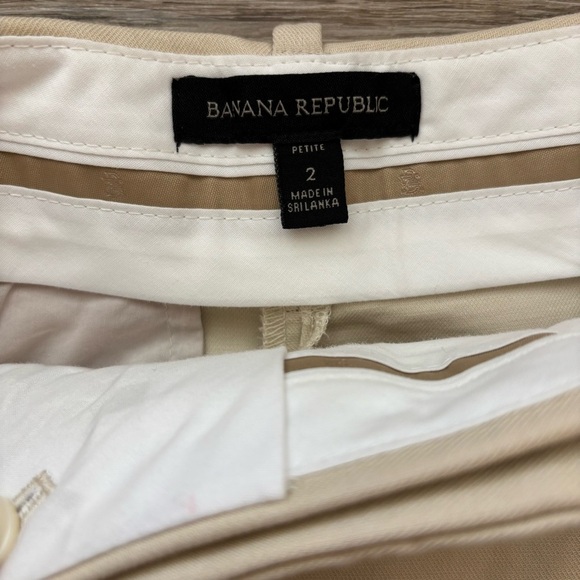 BANANA REPUBLIC
PETITE
2
MADE IN
SRI LANKA